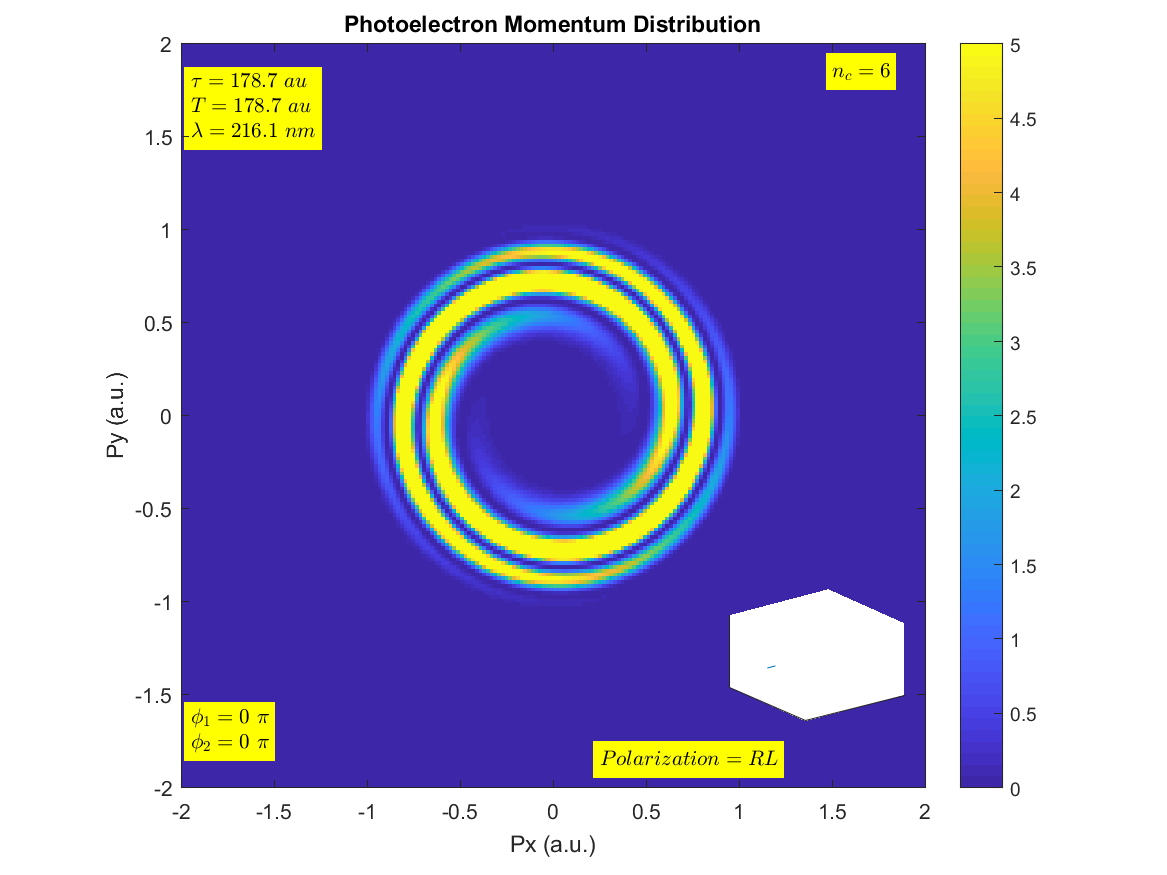 Photoelectron Momentum Distribution
τ = 178.7 au
T = 178.7 au
λ = 216.1 nm
n_c = 6
ϕ₁ = 0 π
ϕ₂ = 0 π
Polarization = RL
Py (a.u.)
2
1.5
1
0.5
0
-0.5
-1
-1.5
-2
-2 -1.5 -1 -0.5 0 0.5 1 1.5 2
Px (a.u.)
5
4.5
4
3.5
3
2.5
2
1.5
1
0.5
0